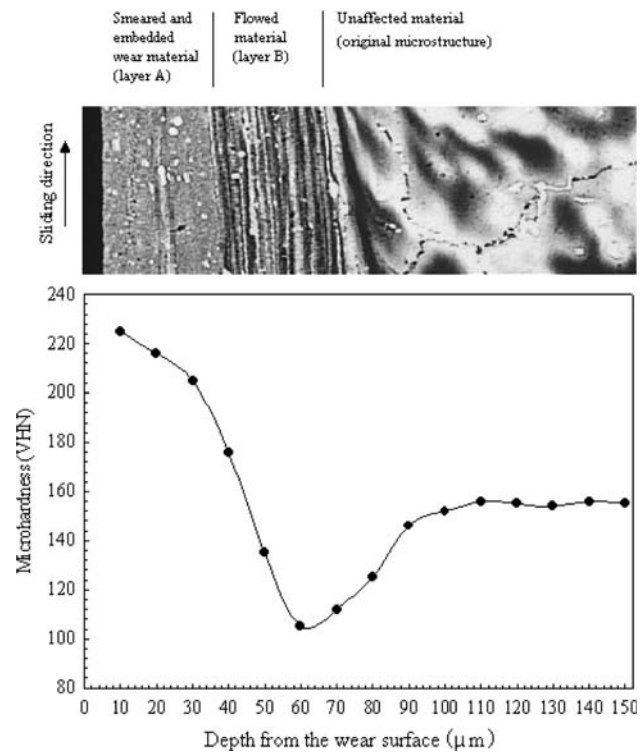 Smeared and
embedded
wear material
(layer A)
Flowed
material
(layer B)
Unaffected material
(original microstructure)
Sliding direction
240
220
200
180
160
140
120
100
80
Microhardness (VHN)
0 10 20 30 40 50 60 70 80 90 100 110 120 130 140 150
Depth from the wear surface (μm)